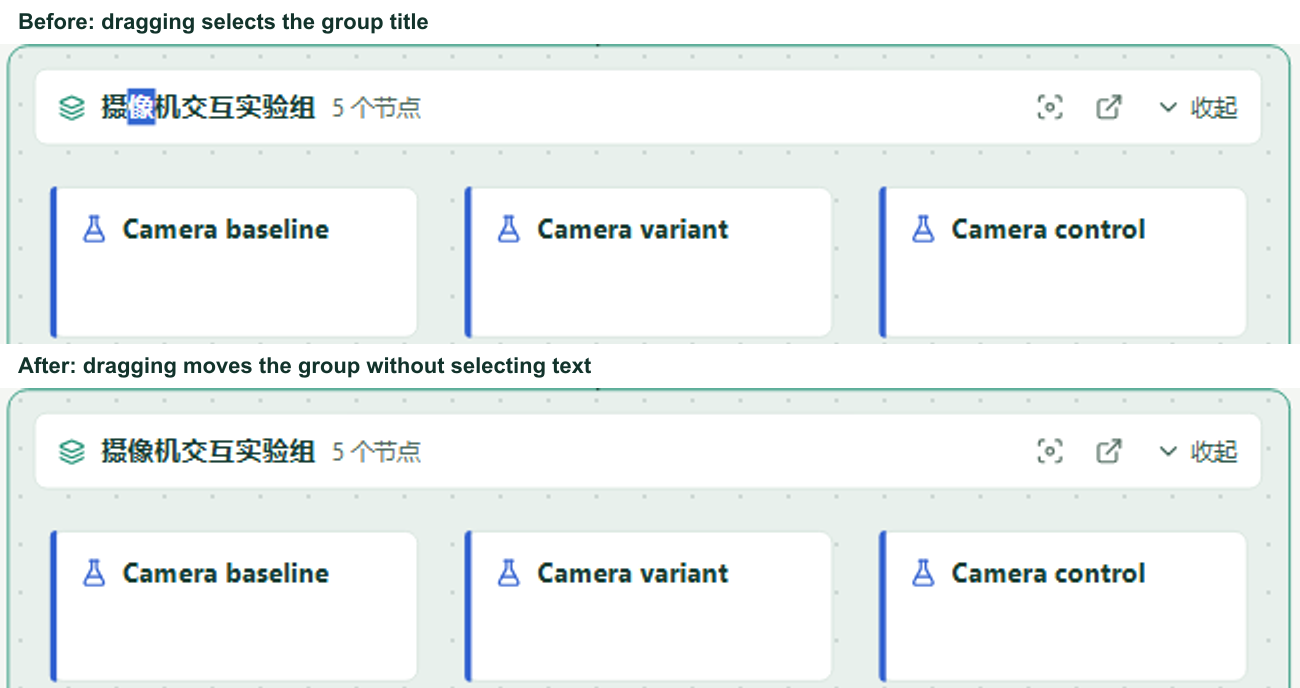 Before: dragging selects the group title
摄像机交互实验组 5 个节点 收起
Camera baseline Camera variant Camera control
After: dragging moves the group without selecting text
摄像机交互实验组 5 个节点 收起
Camera baseline Camera variant Camera control